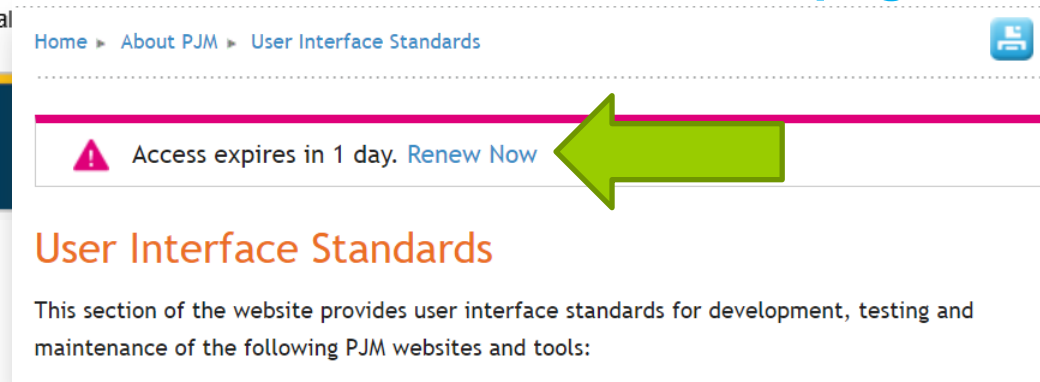 Home ▸ About PJM ▸ User Interface Standards
Access expires in 1 day. Renew Now
User Interface Standards
This section of the website provides user interface standards for development, testing and
maintenance of the following PJM websites and tools: